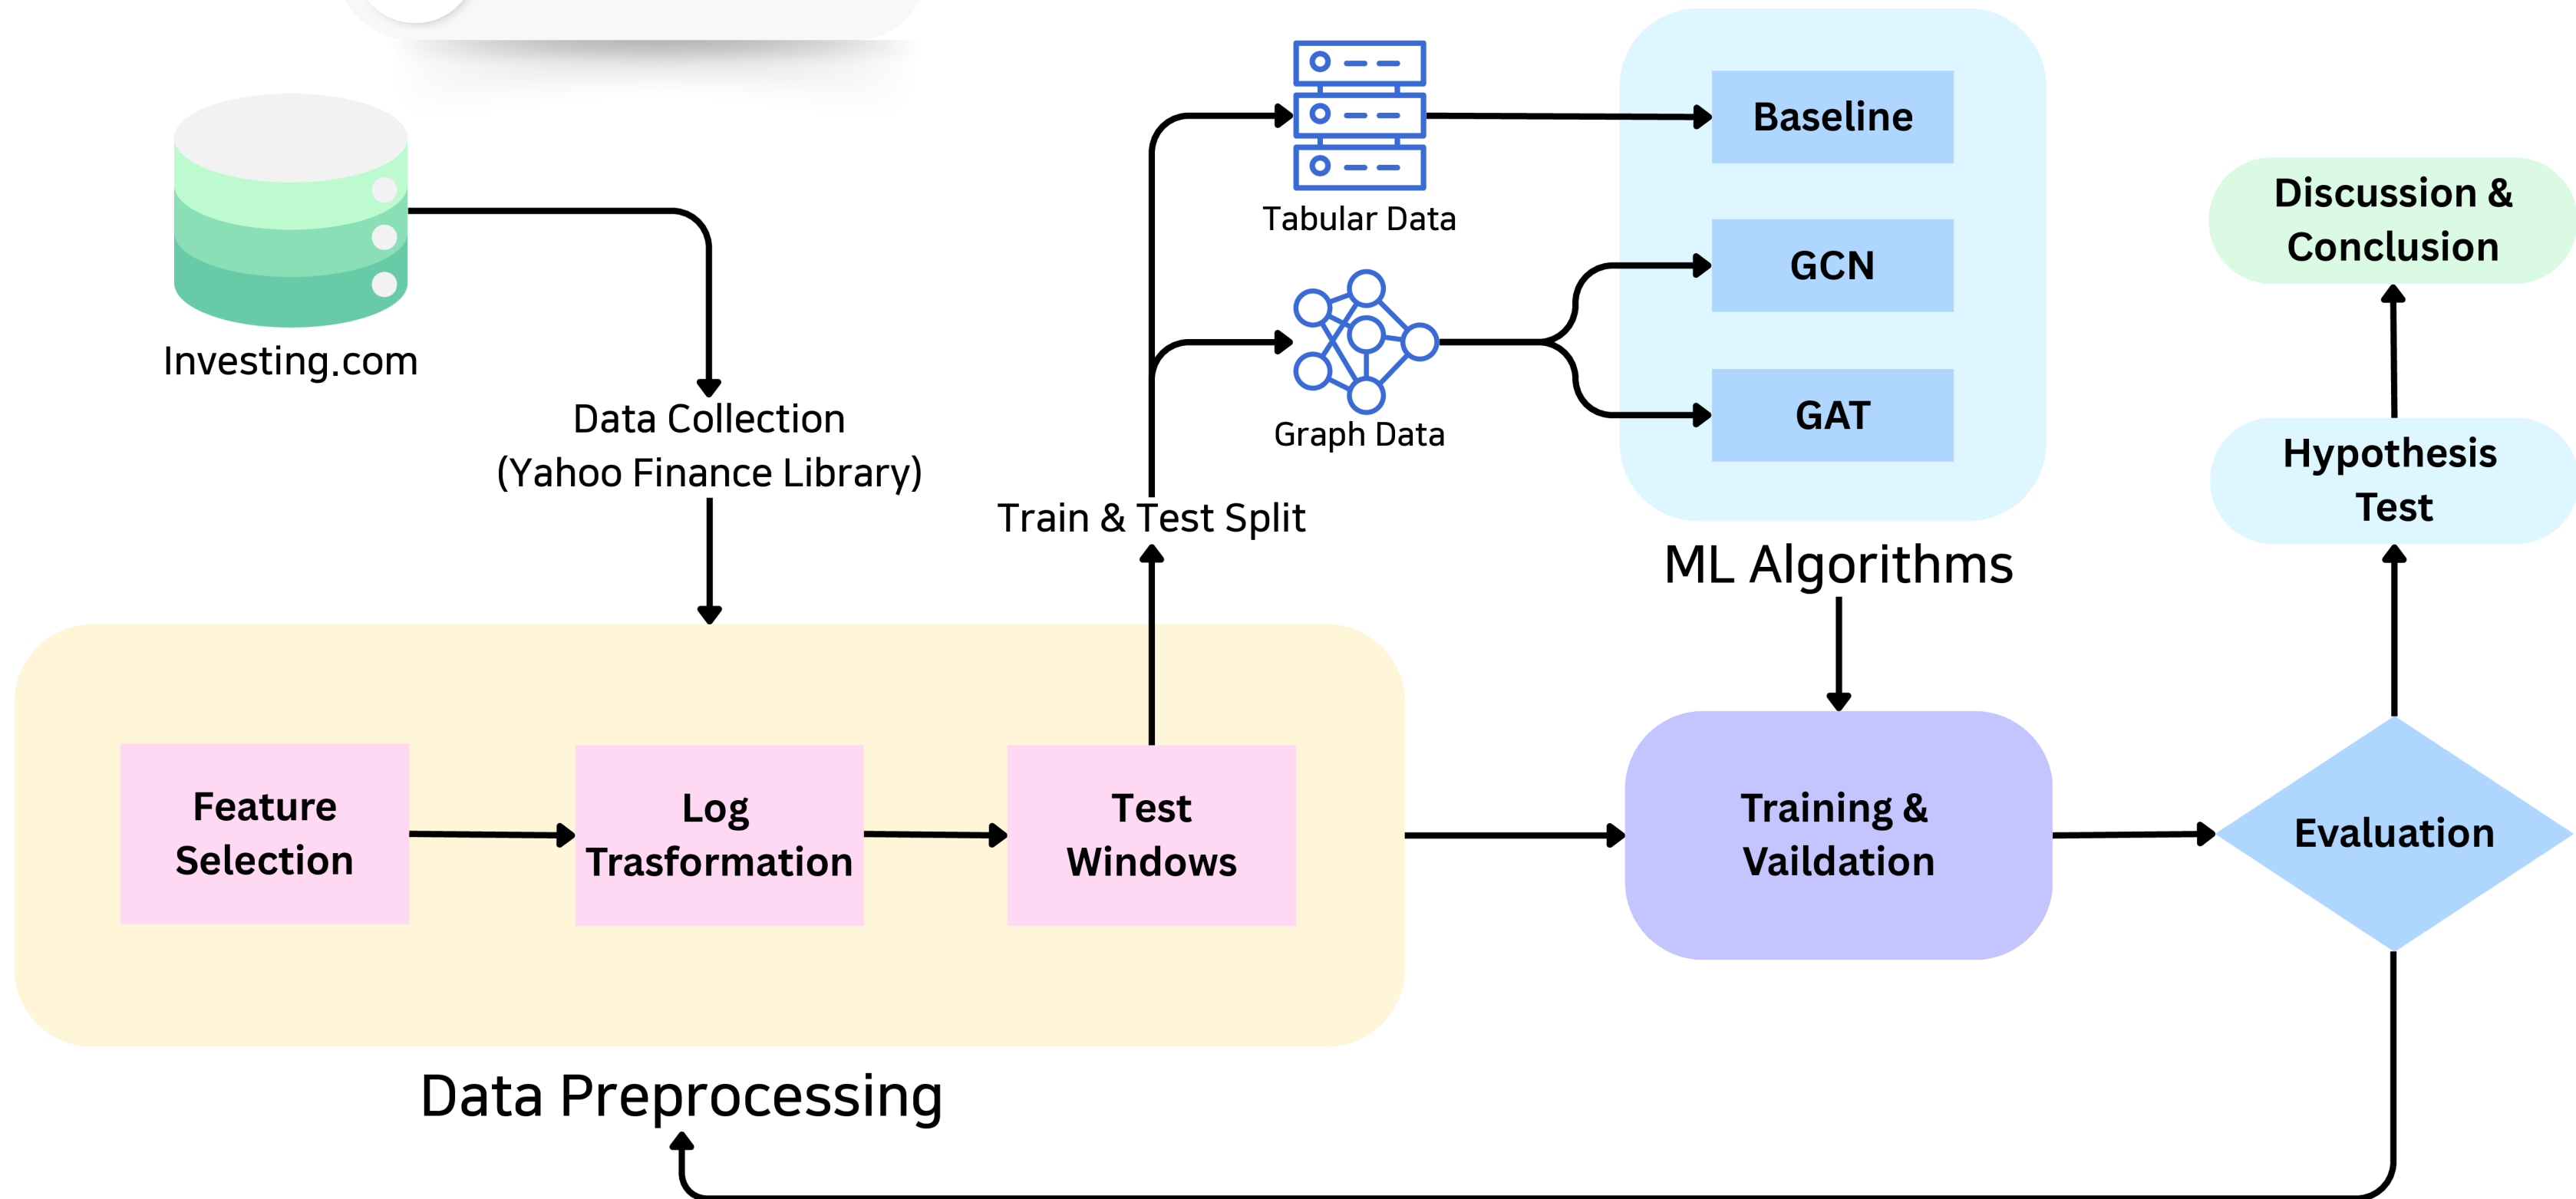 Investing.com
Data Collection
(Yahoo Finance Library)
Feature
Selection
Log
Trasformation
Test
Windows
Data Preprocessing
Train & Test Split
Tabular Data
Graph Data
Baseline
GCN
GAT
ML Algorithms
Training &
Vaildation
Evaluation
Hypothesis
Test
Discussion &
Conclusion